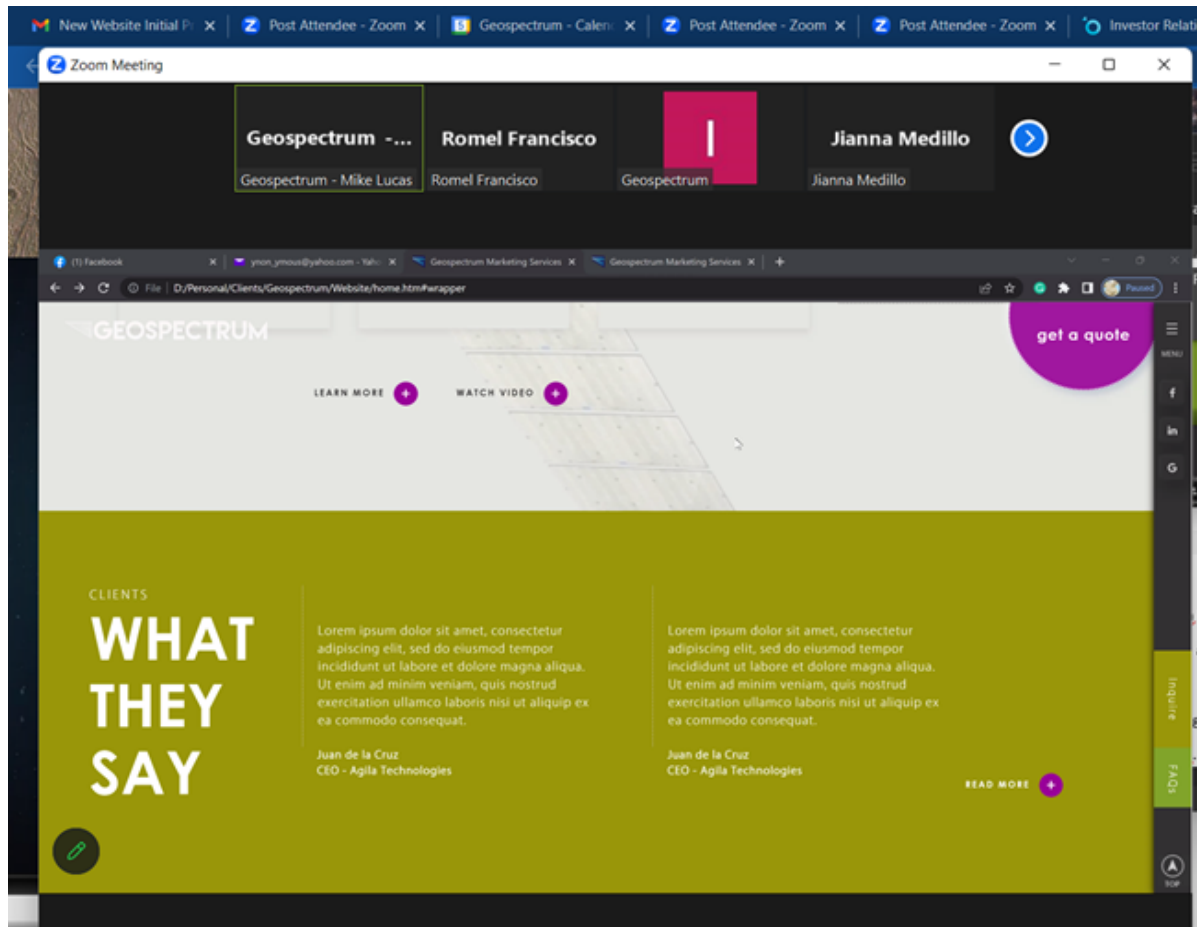 New Website Initial P
Post Attendee - Zoom
Geospectrum - Calen
Post Attendee - Zoom
Post Attendee - Zoom
Investor Relati
Zoom Meeting
Geospectrum -...
Romel Francisco
I
Jianna Medillo
Geospectrum - Mike Lucas
Romel Francisco
Geospectrum
Jianna Medillo
(1) Facebook
ynon_ymous@yahoo.com - Yaho
Geospectrum Marketing Services
Geospectrum Marketing Services
File | D:/Personal/Clients/Geospectrum/Website/home.htm#wrapper
Paused
GEOSPECTRUM
get a quote
MENU
LEARN MORE +
WATCH VIDEO +
f
in
G
CLIENTS
WHAT
THEY
SAY
Lorem ipsum dolor sit amet, consectetur
adipiscing elit, sed do eiusmod tempor
incididunt ut labore et dolore magna aliqua.
Ut enim ad minim veniam, quis nostrud
exercitation ullamco laboris nisi ut aliquip ex
ea commodo consequat.
Juan de la Cruz
CEO - Agila Technologies
Lorem ipsum dolor sit amet, consectetur
adipiscing elit, sed do eiusmod tempor
incididunt ut labore et dolore magna aliqua.
Ut enim ad minim veniam, quis nostrud
exercitation ullamco laboris nisi ut aliquip ex
ea commodo consequat.
Juan de la Cruz
CEO - Agila Technologies
READ MORE +
Inquire
FAQs
TOP